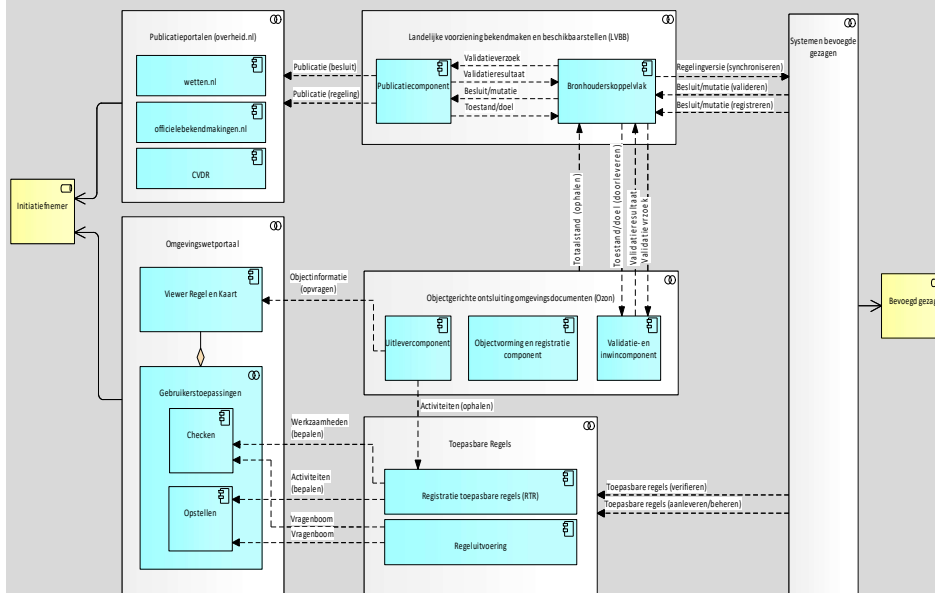 Publicatieportalen (overheid.nl)
wetten.nl
officielebekendmakingen.nl
CVDR
Publicatie (besluit)
Publicatie (regeling)
Landelijke voorziening bekendmaken en beschikbaarstellen (LVBB)
Publicatiecomponent
Validatieverzoek
Validatieresultaat
Besluit/mutatie
Toestand/doel
Bronhouderskoppelvlak
Regelingversie (synchroniseren)
Besluit/mutatie (valideren)
Besluit/mutatie (registreren)
Systemen bevoegde
gezagen
Initiatiefnemer
Totaalstand (ophalen)
Toestand/doel (doorleveren)
Validatieresultaat
Validatievrzoek
Omgevingswetportaal
Viewer Regel en Kaart
Objectinformatie
(opvragen)
Objectgerichte ontsluiting omgevingsdocumenten (Ozon)
Uitlevercomponent
Objectvorming en registratie
component
Validatie- en
inwincomponent
Bevoegd gezag
Gebruikerstoepassingen
Checken
Opstellen
Activiteiten (ophalen)
Werkzaamheden
(bepalen)
Activiteiten
(bepalen)
Vragenboom
Vragenboom
Toepasbare Regels
Registratie toepasbare regels (RTR)
Regeluitvoering
Toepasbare regels (verifieren)
Toepasbare regels (aanleveren/beheren)